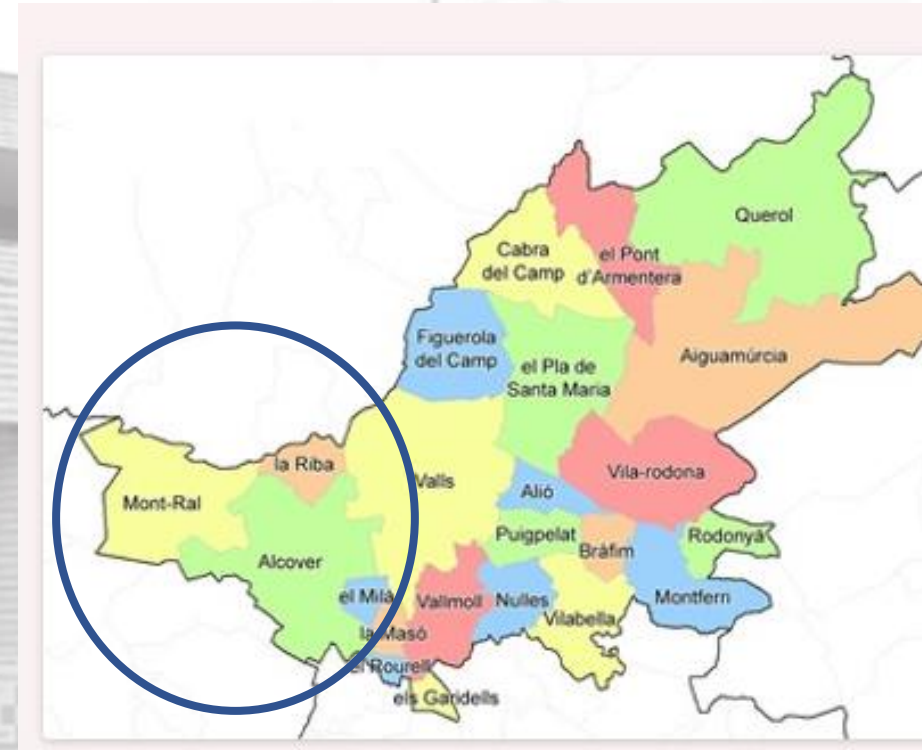 Querol
Cabra
del Camp
el Pont
d'Armentera
Figuerola
del Camp
el Pla de
Santa Maria
Aiguamúrcia
la Riba
Valls
Vila-rodona
Mont-Ral
Alió
Puigpelat
Bràfim
Rodonyà
Alcover
el Milà
Vallmoll
Nulles
Vilabella
Montferri
la Masó
el Rourell
els Garidells